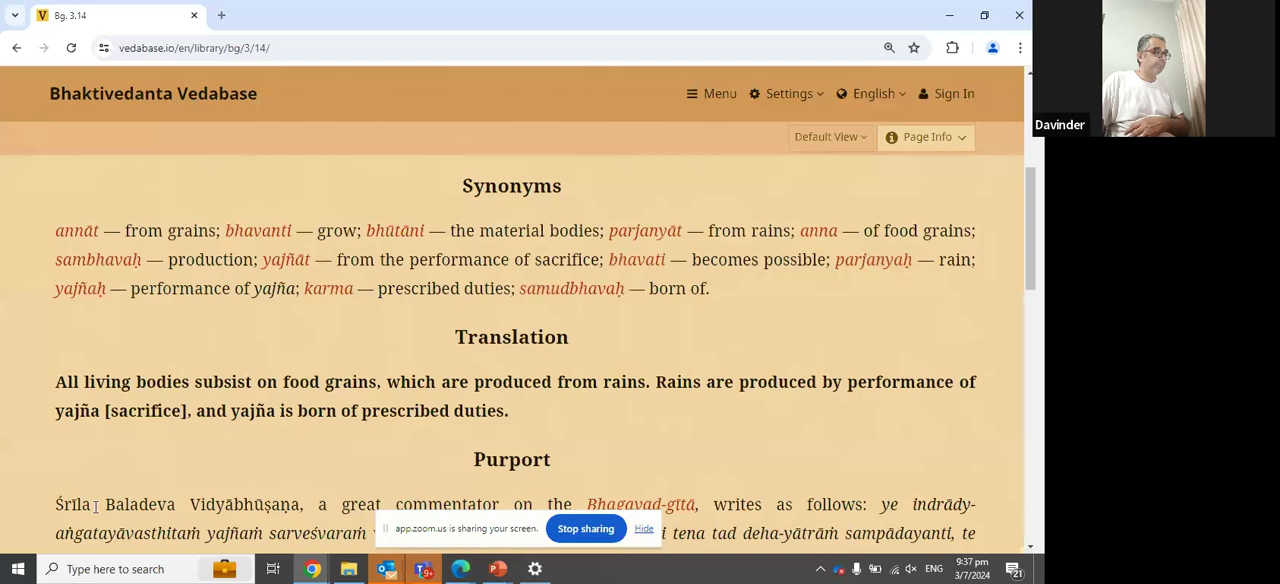 Bg. 3.14
vedabase.io/en/library/bg/3/14/
Bhaktivedanta Vedabase
Menu
Settings
English
Sign In
Default View
Page Info
Davinder
Synonyms
annāt — from grains; bhavanti — grow; bhūtāni — the material bodies; parjanyāt — from rains; anna — of food grains;
sambhavaḥ — production; yajñāt — from the performance of sacrifice; bhavati — becomes possible; parjanyaḥ — rain;
yajñaḥ — performance of yajña; karma — prescribed duties; samudbhavaḥ — born of.
Translation
All living bodies subsist on food grains, which are produced from rains. Rains are produced by performance of
yajña [sacrifice], and yajña is born of prescribed duties.
Purport
Śrīla Baladeva Vidyābhūṣaṇa, a great commentator on the Bhagavad-gītā, writes as follows: ye indrādy-
aṅgatayāvasthitaṁ yajñaṁ sarveśvaraṁ
tena tad deha-yātrāṁ sampādayanti, te
app.zoom.us is sharing your screen.
Stop sharing
Hide
Type here to search
ENG
9:37 pm
3/7/2024
21